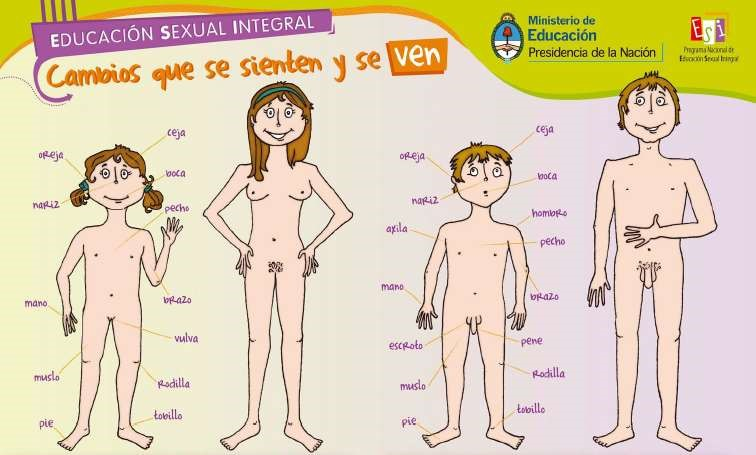 EDUCACIÓN SEXUAL INTEGRAL
Cambios que se sienten y se ven
Ministerio de
Educación
Presidencia de la Nación
ESI
Programa Nacional de
Educación Sexual Integral
ceja
oreja
boca
nariz
pecho
mano
brazo
vulva
muslo
Rodilla
tobillo
pie
ceja
oreja
boca
nariz
hombro
axila
pecho
mano
brazo
escroto
pene
muslo
Rodilla
tobillo
pie